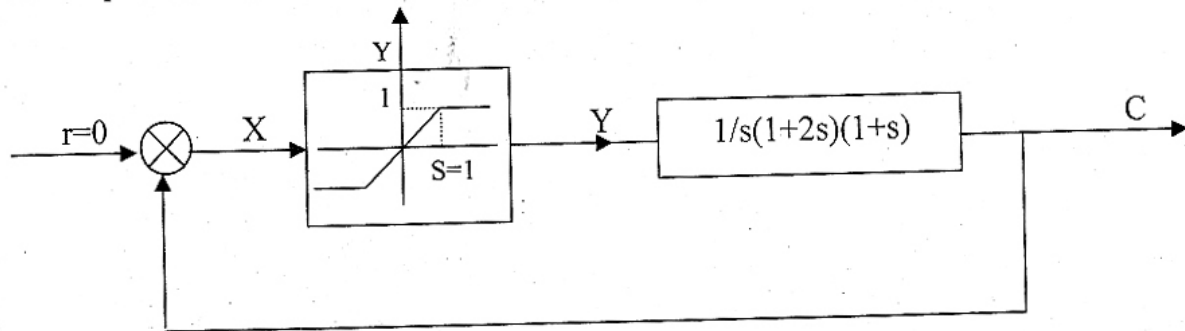 Y
1
r=0
X
S=1
Y
1/s(1+2s)(1+s)
C